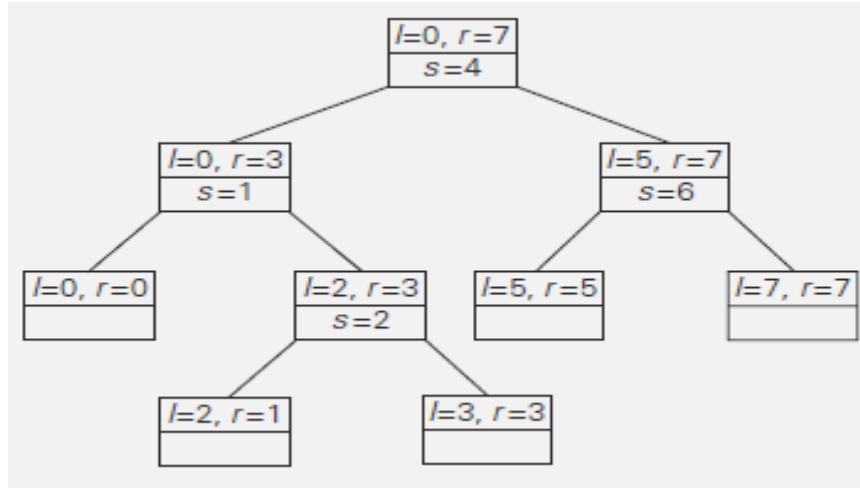 l=0, r=7
s=4
l=0, r=3
s=1
l=5, r=7
s=6
l=0, r=0
l=2, r=3
s=2
l=5, r=5
l=7, r=7
l=2, r=1
l=3, r=3